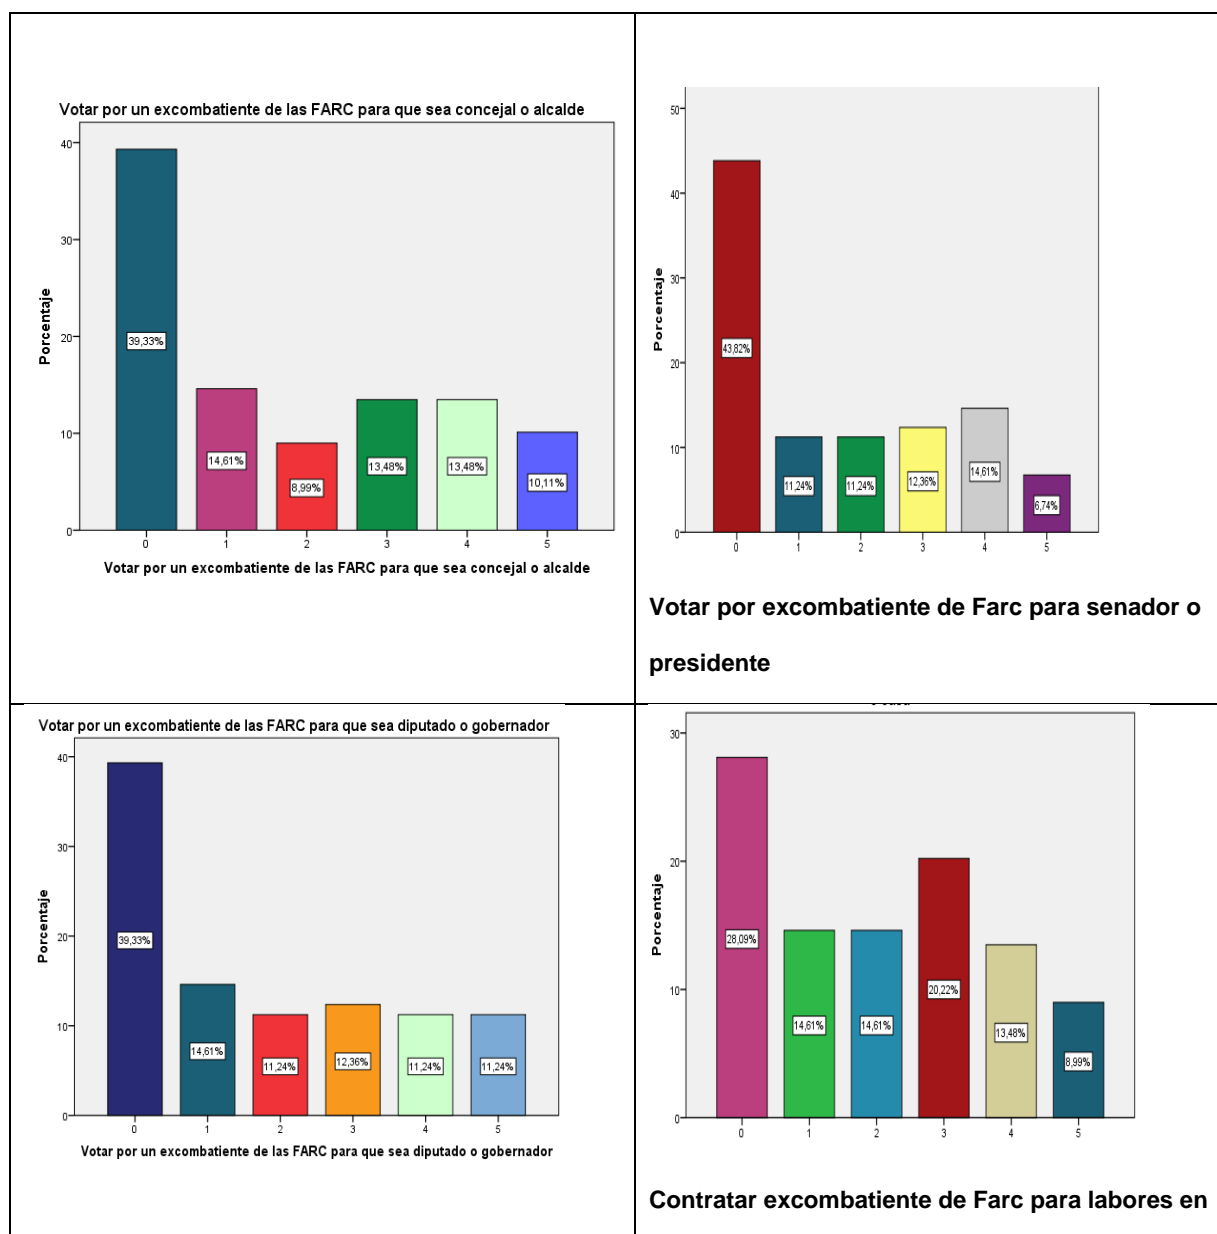 Votar por un excombatiente de las FARC para que sea concejal o alcalde
40
30
20
10
0
Porcentaje
39,33%
14,61%
8,99%
13,48%
13,48%
10,11%
0 1 2 3 4 5
Votar por un excombatiente de las FARC para que sea concejal o alcalde
50
40
30
20
10
0
Porcentaje
43,82%
11,24%
11,24%
12,36%
14,61%
6,74%
0 1 2 3 4 5
Votar por excombatiente de Farc para senador o
presidente
Votar por un excombatiente de las FARC para que sea diputado o gobernador
40
30
20
10
0
Porcentaje
39,33%
14,61%
11,24%
12,36%
11,24%
11,24%
0 1 2 3 4 5
Votar por un excombatiente de las FARC para que sea diputado o gobernador
30
20
10
0
Porcentaje
28,09%
14,61%
14,61%
20,22%
13,48%
8,99%
0 1 2 3 4 5
Contratar excombatiente de Farc para labores en